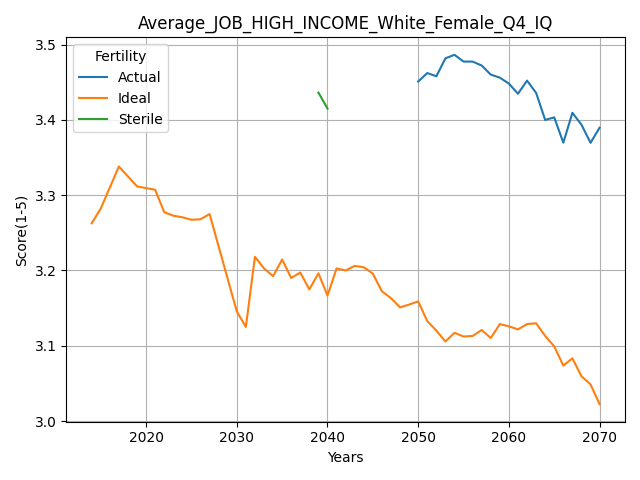 Average_JOB_HIGH_INCOME_White_Female_Q4_IQ
Fertility
Actual
Ideal
Sterile
Score(1-5)
3.5
3.4
3.3
3.2
3.1
3.0
2020 2030 2040 2050 2060 2070
Years